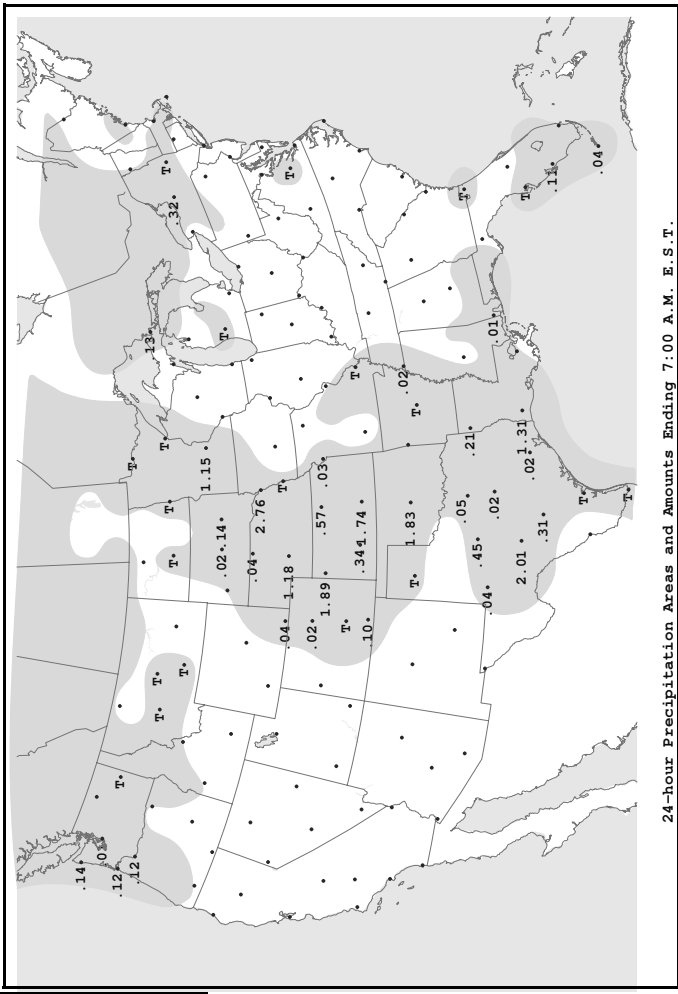 .14
0
.12
T
.12
T
.13
T
T
T
T
T
.32
T
T
1.15
.02
.14
T
.04
2.76
T
.04
1.18
T
.02
1.89
.57
.03
T
T
.34
1.74
.10
T
1.83
T
.02
.05
.21
T
.04
.45
.02
.01
2.01
.02
1.31
T
.31
.11
T
.04
T
24-hour Precipitation Areas and Amounts Ending 7:00 A.M. E.S.T.